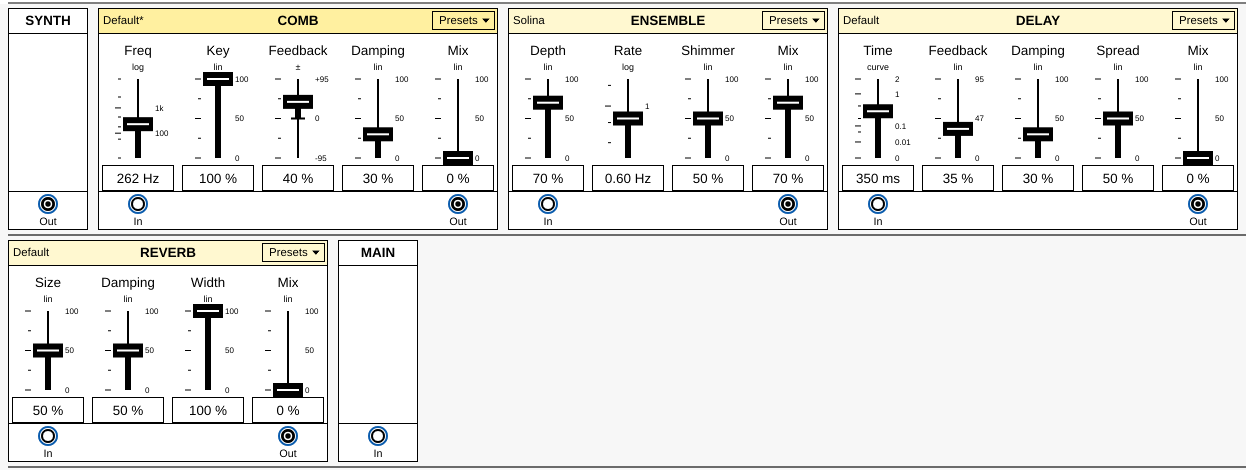 SYNTH
Out
Default* COMB Presets
Freq Key Feedback Damping Mix
log lin ± lin lin
1k 100 100 50 0 +95 0 -95 100 50 0 100 50 0
262 Hz 100 % 40 % 30 % 0 %
In Out
Solina ENSEMBLE Presets
Depth Rate Shimmer Mix
lin log lin lin
100 50 0 1 100 50 0 100 50 0
70 % 0.60 Hz 50 % 70 %
In Out
Default DELAY Presets
Time Feedback Damping Spread Mix
curve lin lin lin lin
2 1 0.1 0.01 0 95 47 0 100 50 0 100 50 0 100 50 0
350 ms 35 % 30 % 50 % 0 %
In Out
Default REVERB Presets
Size Damping Width Mix
lin lin lin lin
100 50 0 100 50 0 100 50 0 100 50 0
50 % 50 % 100 % 0 %
In Out
MAIN
In